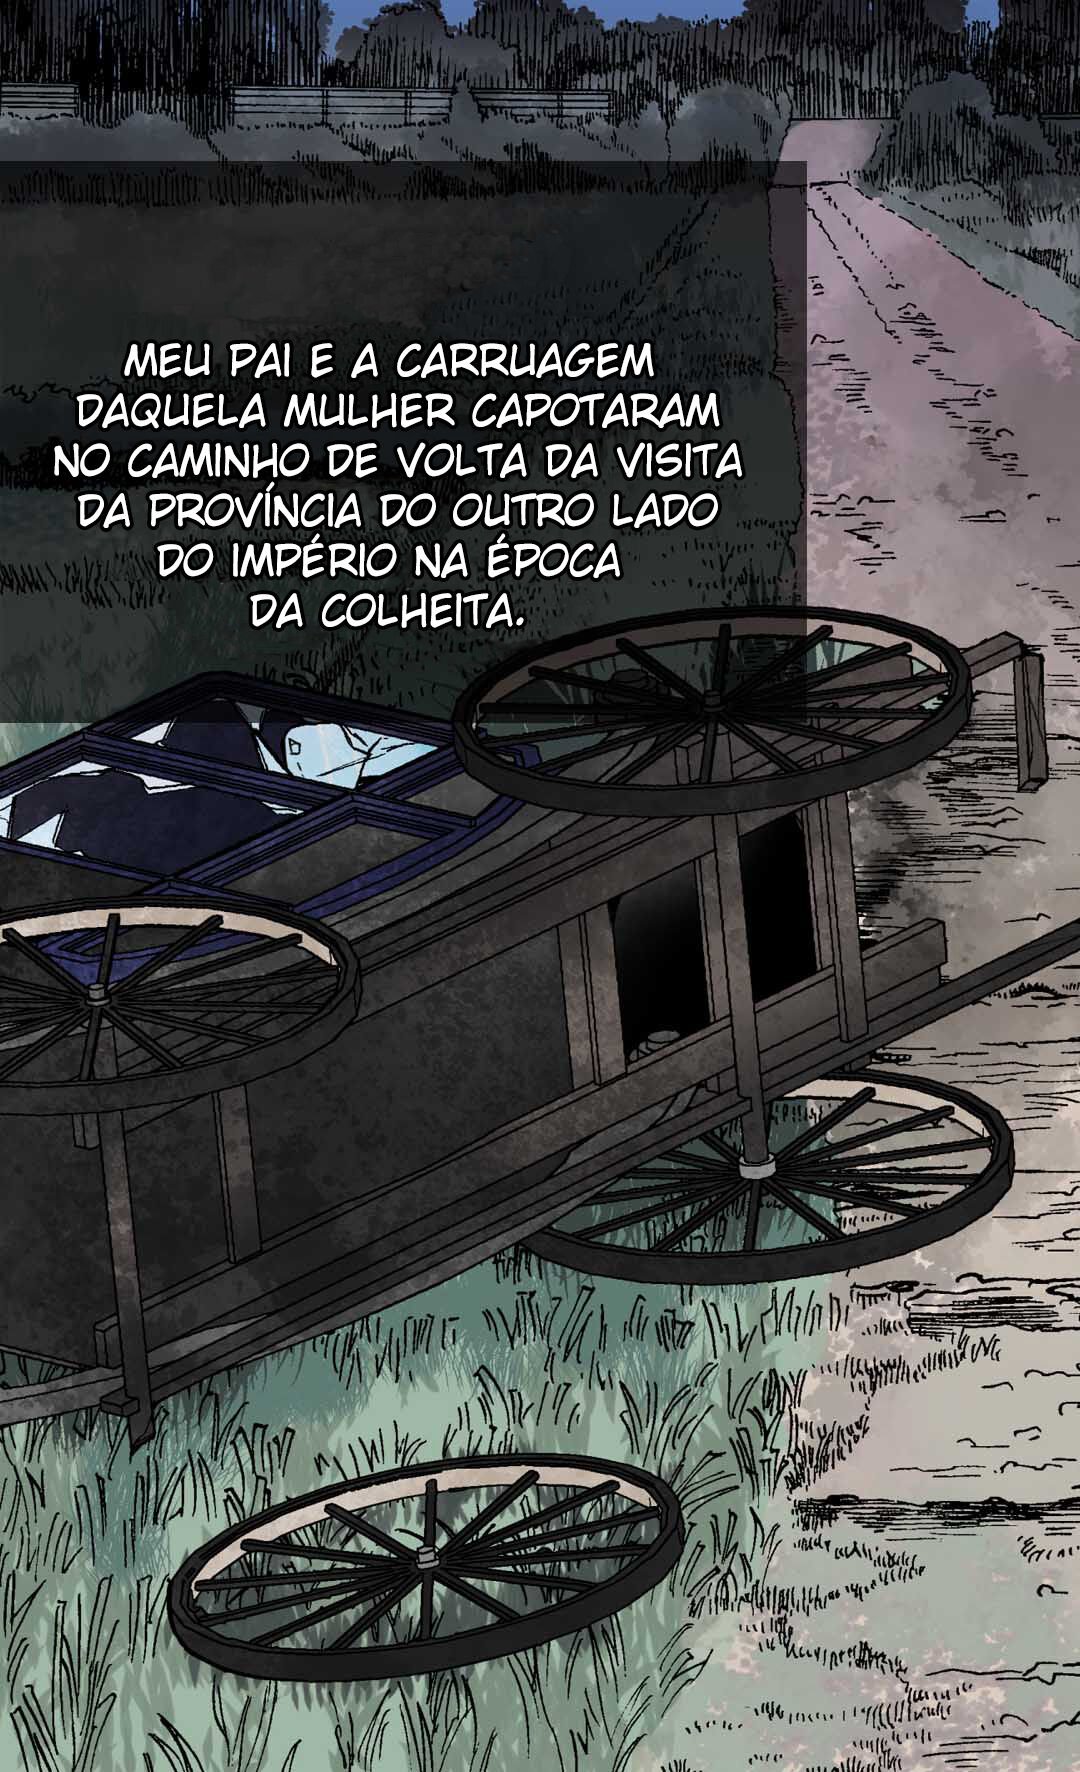 MEU PAI E A CARRUAGEM
DAQUELA MULHER CAPOTARAM
NO CAMINHO DE VOLTA DA VISITA
DA PROVÍNCIA DO OUTRO LADO
DO IMPÉRIO NA ÉPOCA
DA COLHEITA.